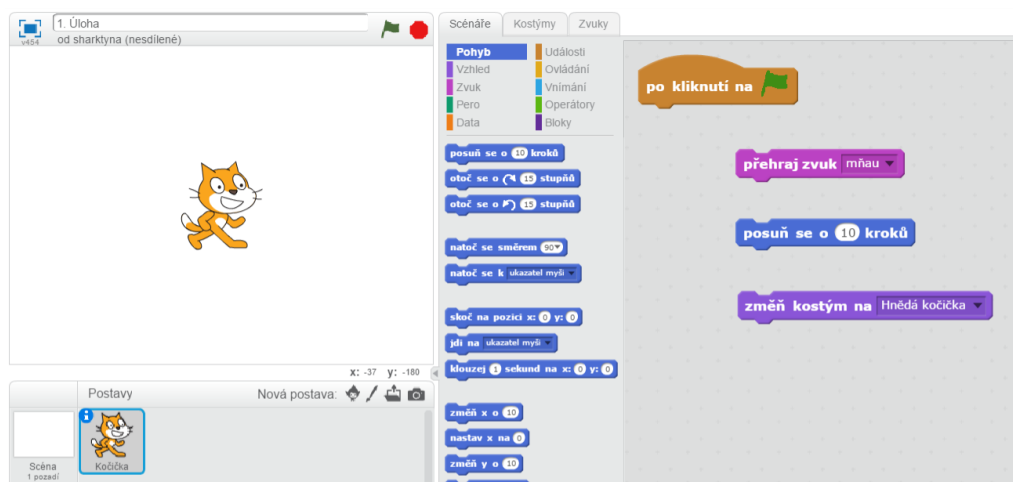 1. Úloha
od sharktyna (nesdílené)
v454
x: -37 y: -180
Postavy
Nová postava:
Scéna
1 pozadí
Kočička
Scénáře
Kostýmy
Zvuky
Pohyb
Vzhled
Zvuk
Pero
Data
Události
Ovládání
Vnímání
Operátory
Bloky
posuň se o 10 kroků
otoč se o 15 stupňů
otoč se o 15 stupňů
natoč se směrem 90
natoč se k ukazatel myši
skoč na pozici x: 0 y: 0
jdi na ukazatel myši
klouzej 1 sekund na x: 0 y: 0
změň x o 10
nastav x na 0
změň y o 10
po kliknutí na
přehraj zvuk mňau
posuň se o 10 kroků
změň kostým na Hnědá kočička